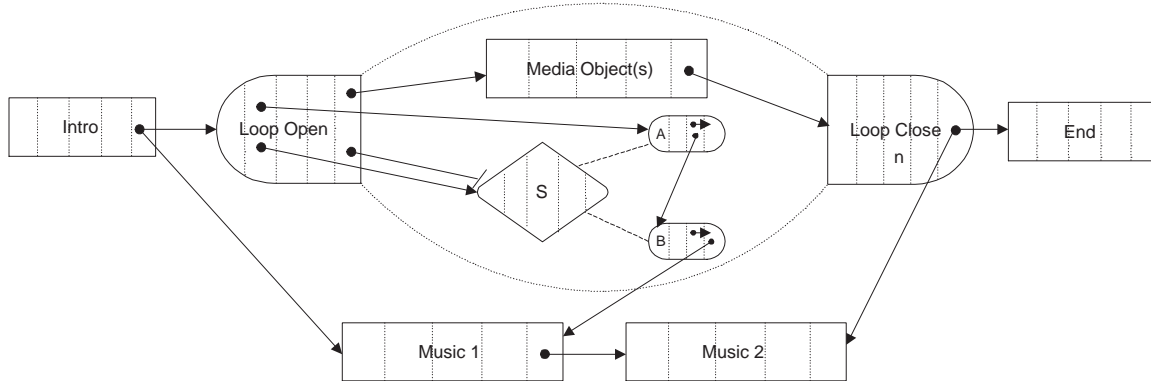 Media Object(s)
Intro
Loop Open
A
Loop Close
n
End
S
B
Music 1
Music 2